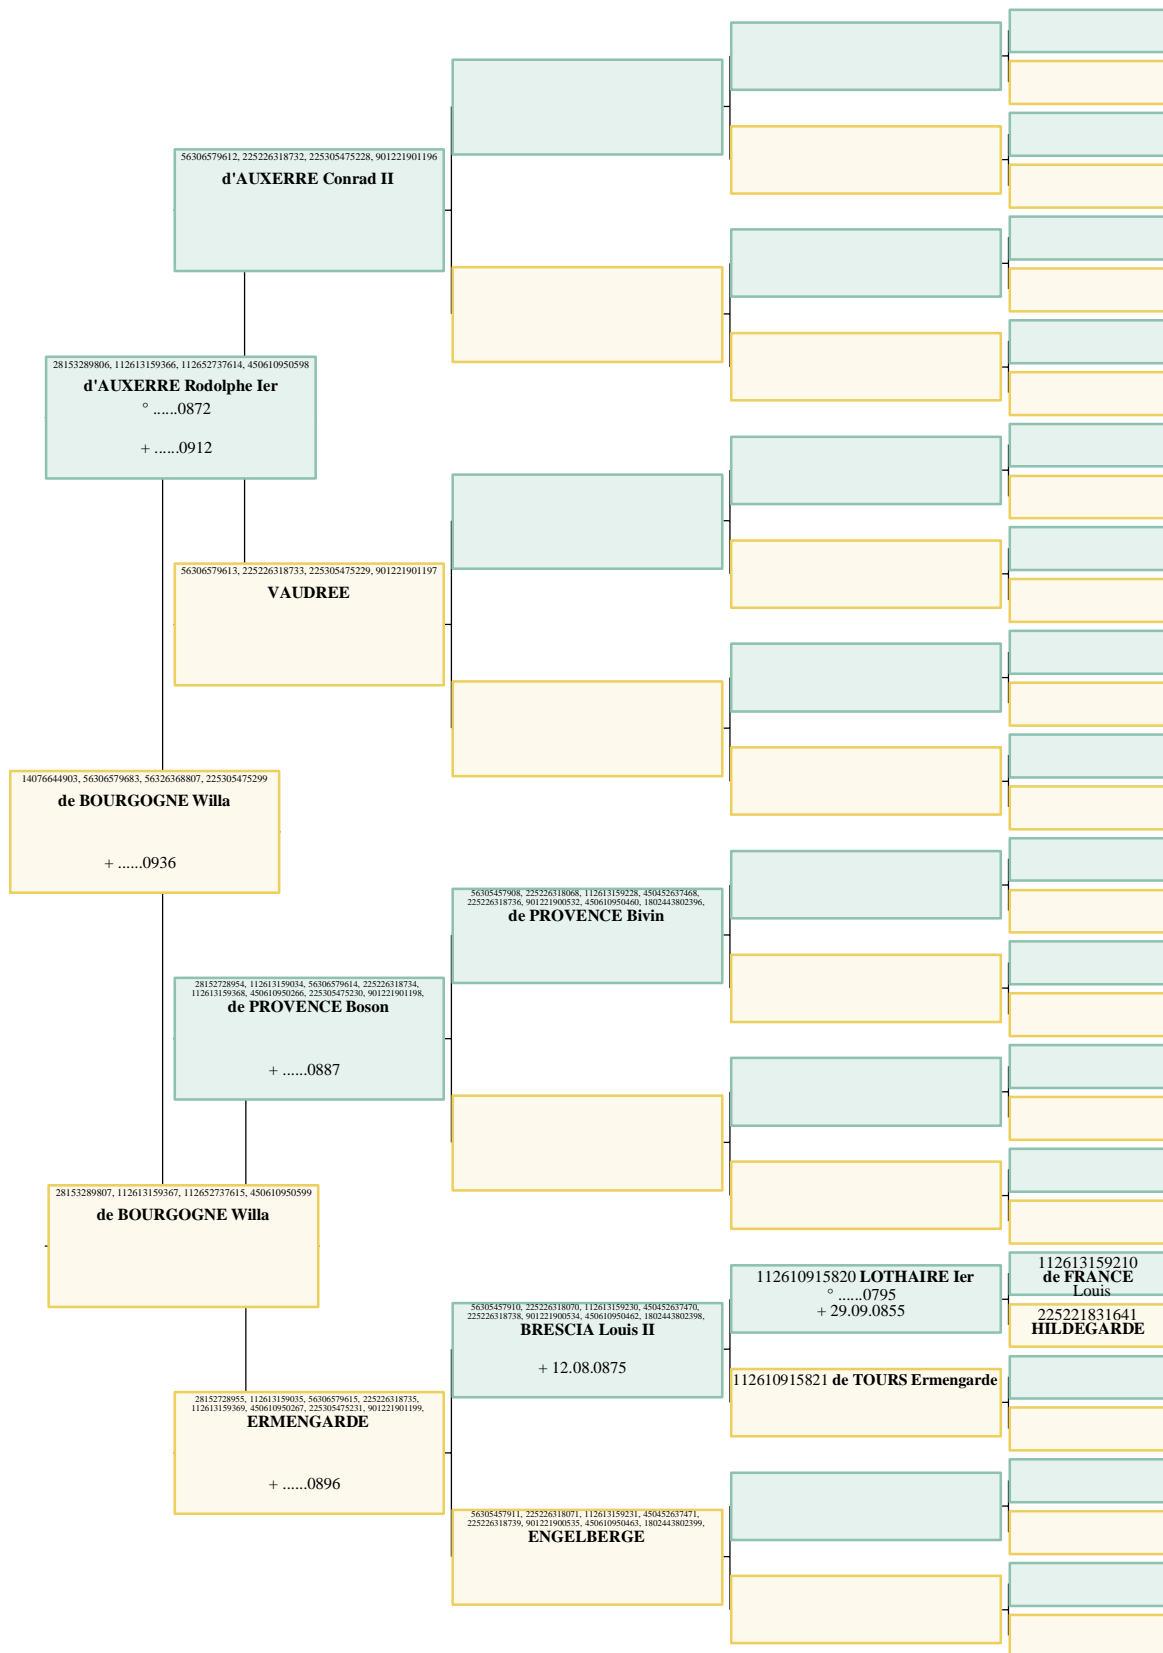 56306579612, 225226318732, 225305475228, 901221901196
d'AUXERRE Conrad II
28153289806, 112613159366, 112652737614, 450610950598
d'AUXERRE Rodolphe Ier
° ......0872
+ ......0912
56306579613, 225226318733, 225305475229, 901221901197
VAUDREE
14076644903, 56306579683, 56326368807, 225305475299
de BOURGOGNE Willa
+ ......0936
56305457908, 225226318068, 112613159228, 450452637468,
225226318736, 901221900532, 450610950460, 1802443802396,
de PROVENCE Bivin
28152728954, 112613159034, 56306579614, 225226318734,
112613159368, 450610950266, 225305475230, 901221901198,
de PROVENCE Boson
+ ......0887
28153289807, 112613159367, 112652737615, 450610950599
de BOURGOGNE Willa
112610915820 LOTHAIRE Ier
° ......0795
+ 29.09.0855
112613159210
de FRANCE
Louis
225221831641
HILDEGARDE
56305457910, 225226318070, 112613159230, 450452637470,
225226318738, 901221900534, 450610950462, 1802443802398,
BRESCIA Louis II
+ 12.08.0875
112610915821 de TOURS Ermengarde
28152728955, 112613159035, 56306579615, 225226318735,
112613159369, 450610950267, 225305475231, 901221901199,
ERMENGARDE
+ ......0896
56305457911, 225226318071, 112613159231, 450452637471,
225226318739, 901221900535, 450610950463, 1802443802399,
ENGELBERGE